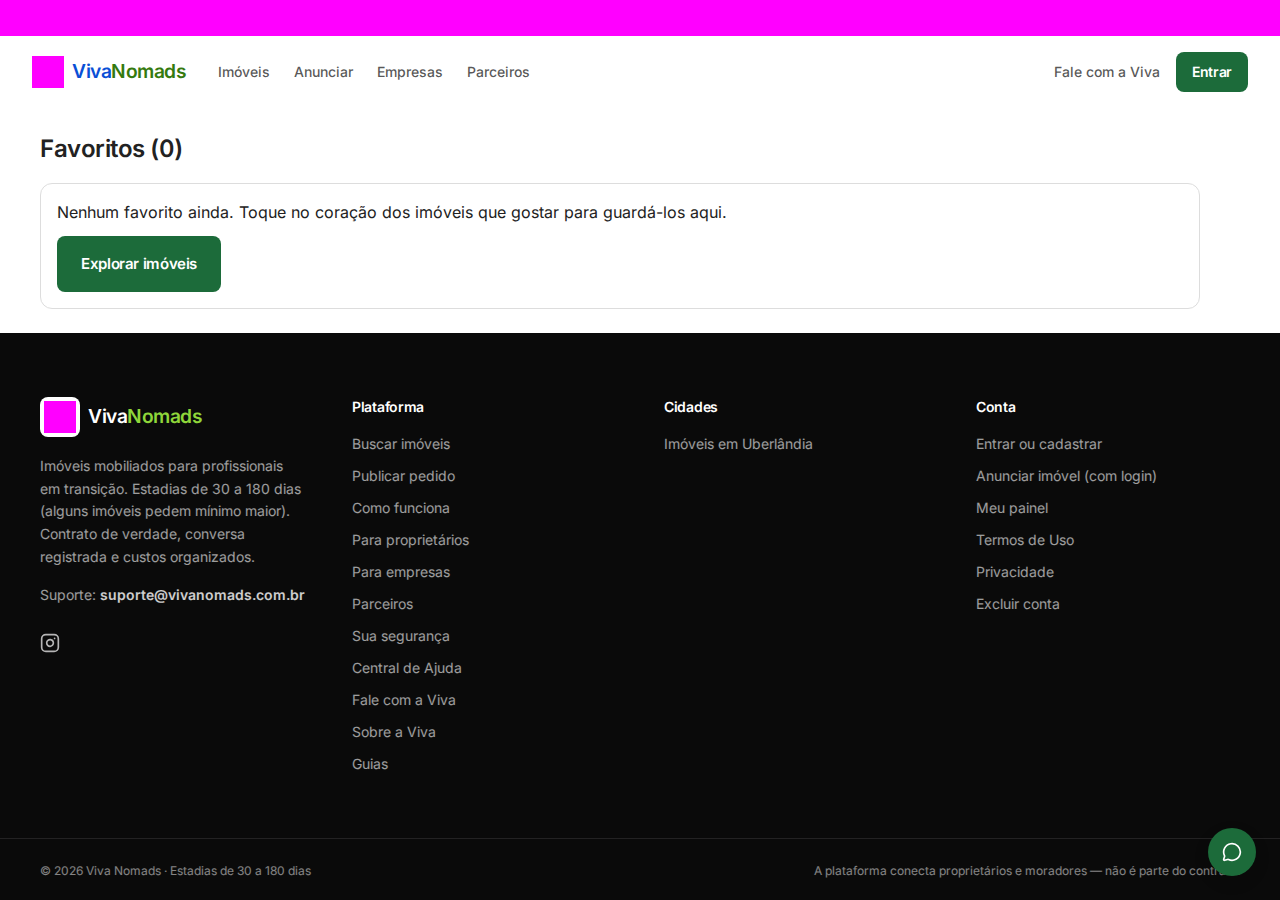 VivaNomads
Imóveis
Anunciar
Empresas
Parceiros
Fale com a Viva
Entrar
Favoritos (0)
Nenhum favorito ainda. Toque no coração dos imóveis que gostar para guardá-los aqui.
Explorar imóveis
VivaNomads
Imóveis mobiliados para profissionais
em transição. Estadias de 30 a 180 dias
(alguns imóveis pedem mínimo maior).
Contrato de verdade, conversa
registrada e custos organizados.
Suporte: suporte@vivanomads.com.br
Plataforma
Buscar imóveis
Publicar pedido
Como funciona
Para proprietários
Para empresas
Parceiros
Sua segurança
Central de Ajuda
Fale com a Viva
Sobre a Viva
Guias
Cidades
Imóveis em Uberlândia
Conta
Entrar ou cadastrar
Anunciar imóvel (com login)
Meu painel
Termos de Uso
Privacidade
Excluir conta
© 2026 Viva Nomads · Estadias de 30 a 180 dias
A plataforma conecta proprietários e moradores — não é parte do